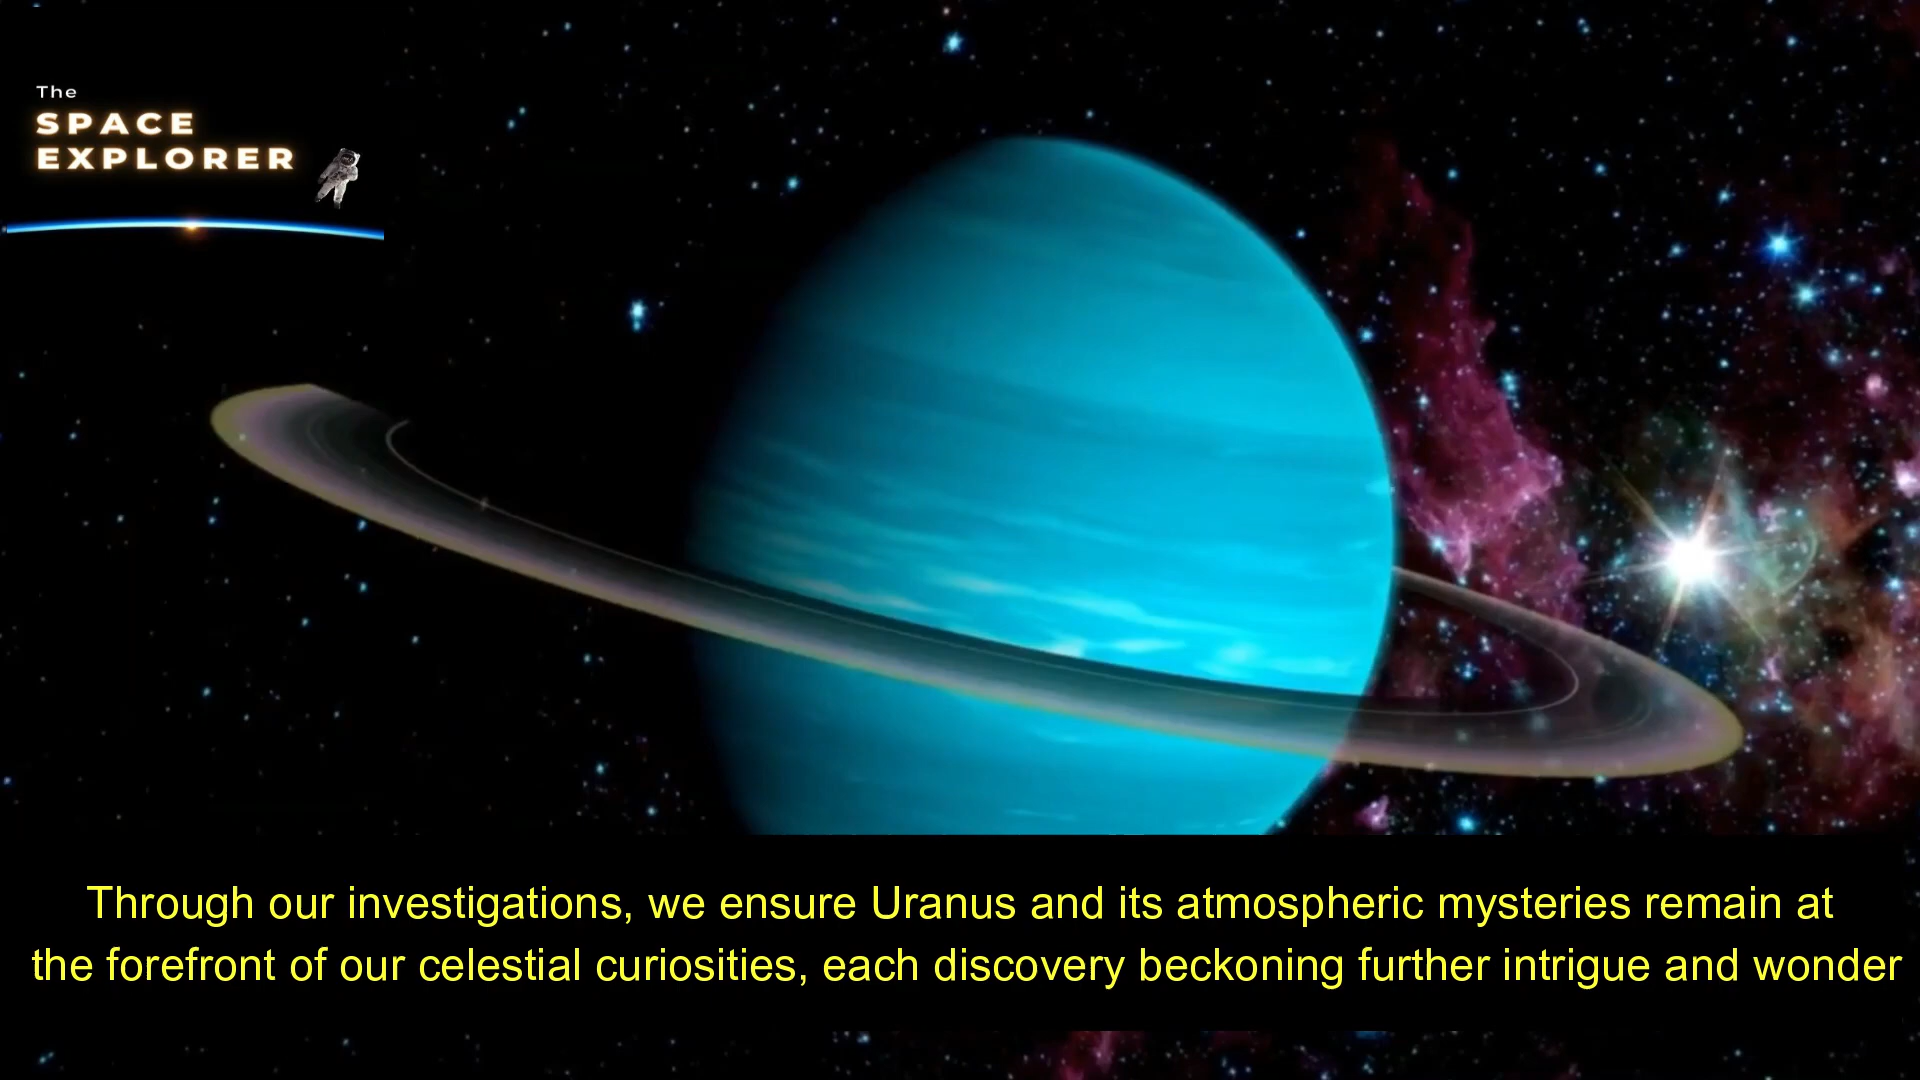 The
SPACE
EXPLORER
Through our investigations, we ensure Uranus and its atmospheric mysteries remain at
the forefront of our celestial curiosities, each discovery beckoning further intrigue and wonder